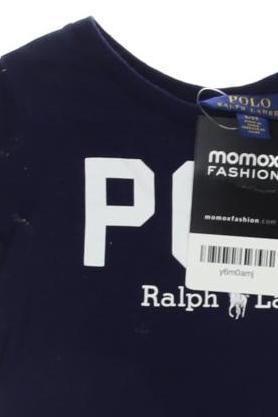 POLO
RALPH LAUREN
momox
FASHION
PO
momoxfashion.com
y6m0amj
Ralph La